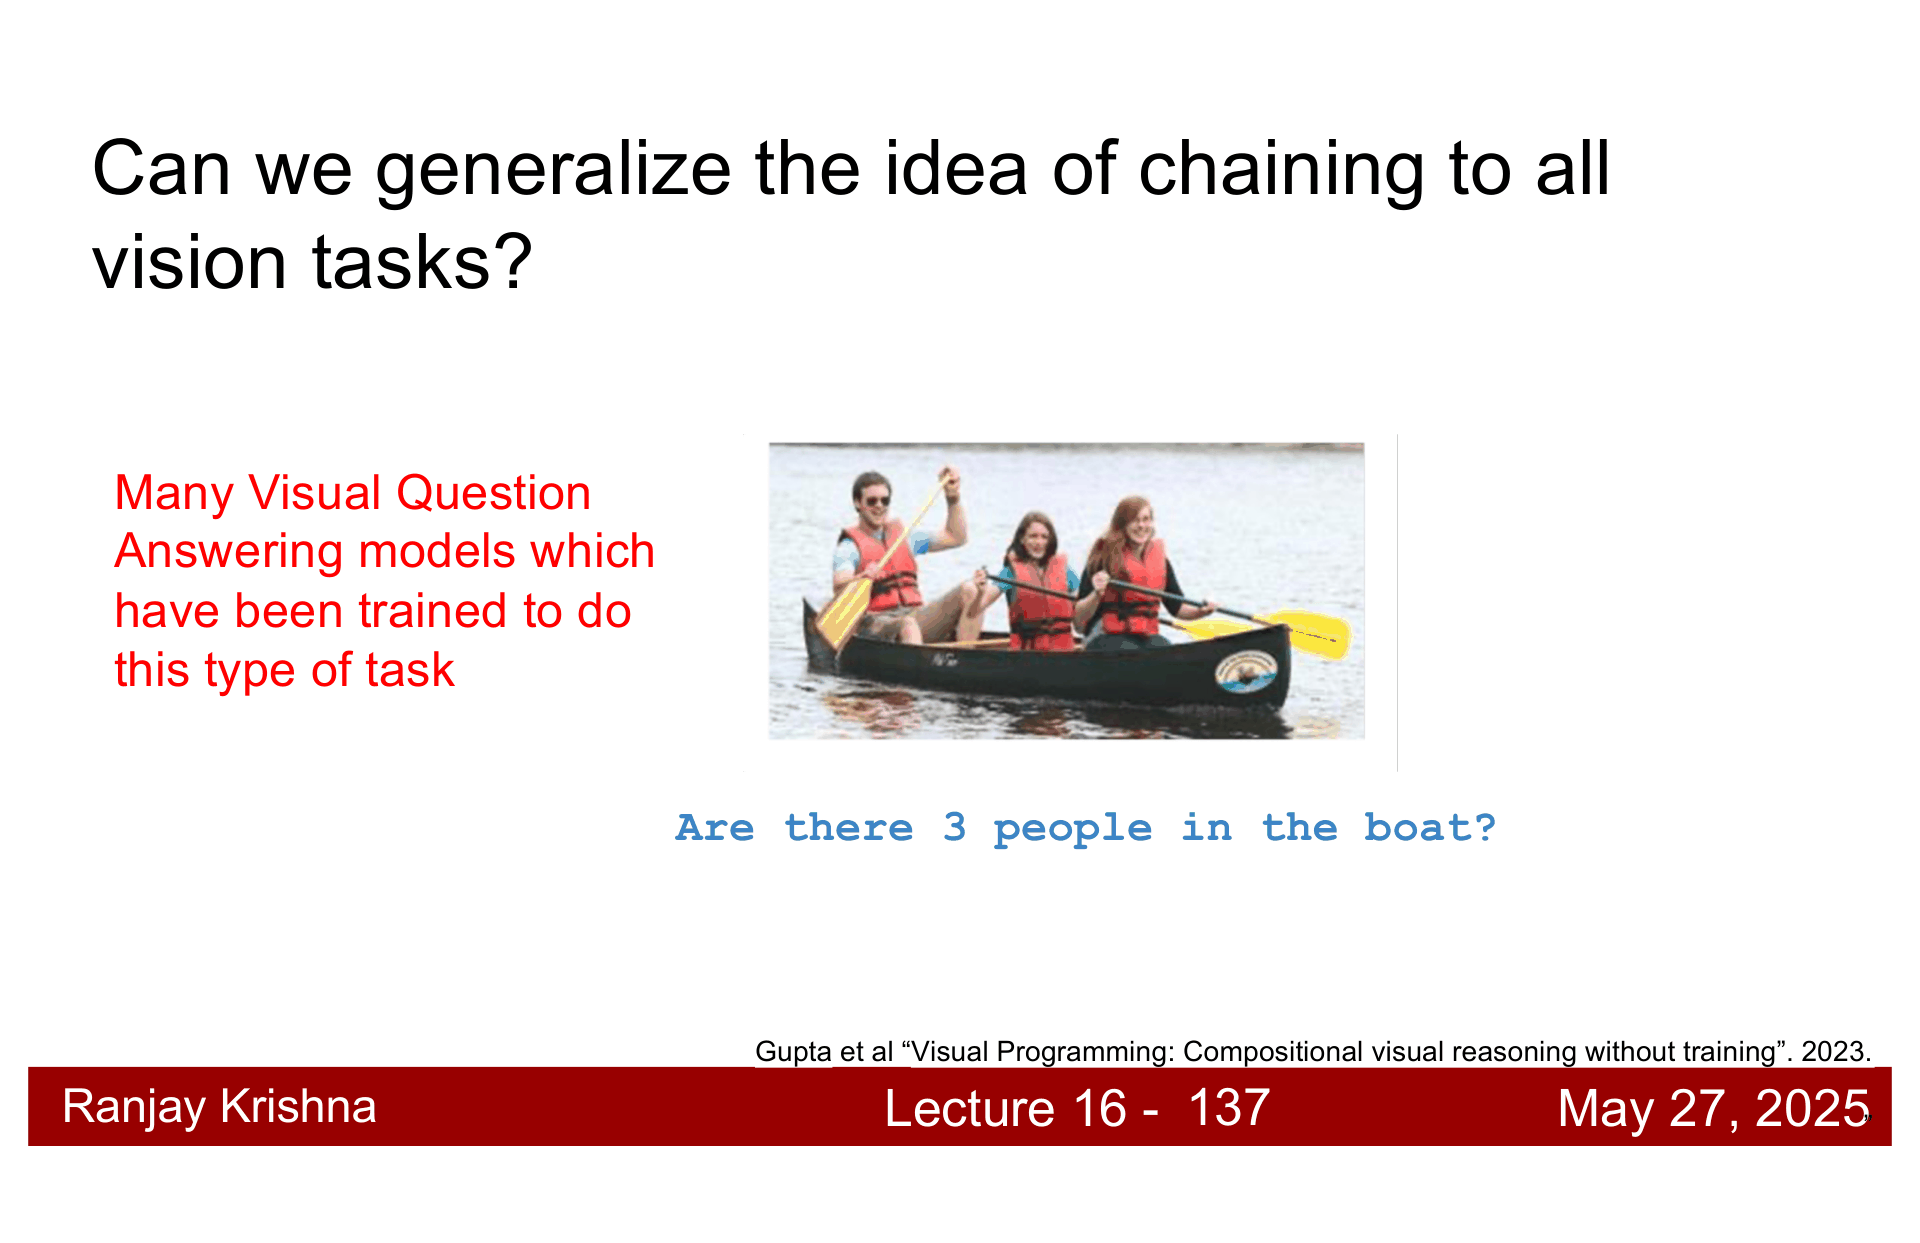 Can we generalize the idea of chaining to all
vision tasks?
Many Visual Question
Answering models which
have been trained to do
this type of task
Are there 3 people in the boat?
Gupta et al “Visual Programming: Compositional visual reasoning without training”. 2023.
Ranjay Krishna
Lecture 16 - 137
May 27, 2025